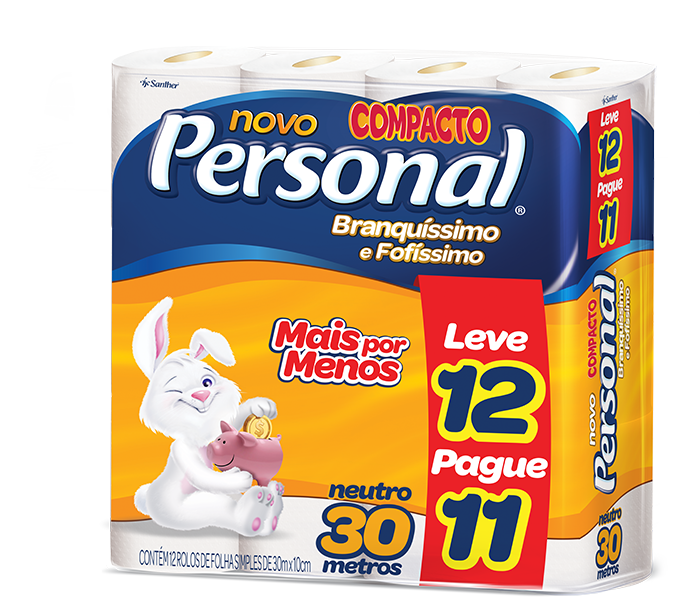 Santher
novo COMPACTO
Personal®
Branquíssimo
e Fofíssimo
Mais por
Menos
Leve
12
Pague
11
neutro
30
metros
CONTÉM 12 ROLOS DE FOLHA SIMPLES DE 30m x 10cm
Santher
Leve
12
Pague
11
novo COMPACTO
Personal
Branquíssimo
e Fofíssimo
neutro
30
metros
$